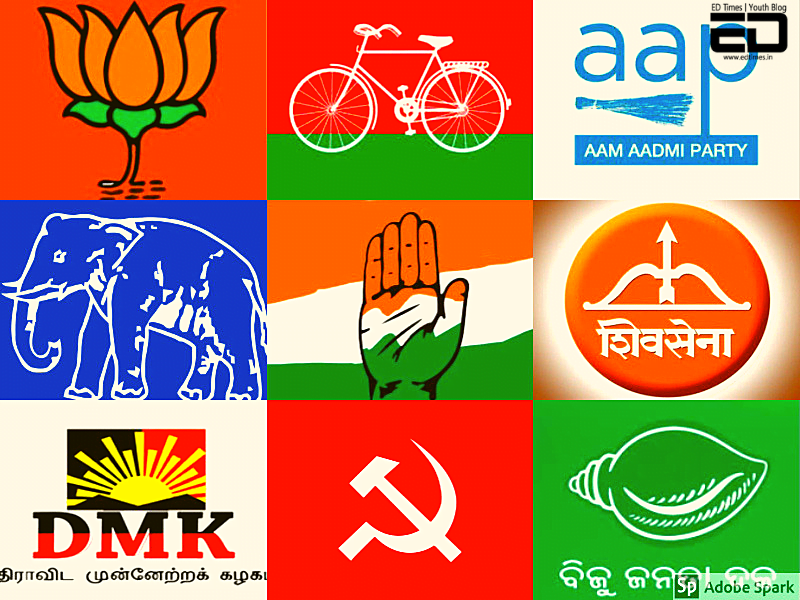 ED Times | Youth Blog
ED
www.edtimes.in
aap
AAM AADMI PARTY
शिवसेना
DMK
திராவிட முன்னேற்றக் கழகம
ବିଜୁ ଜନତା ଦଳ
Sp Adobe Spark